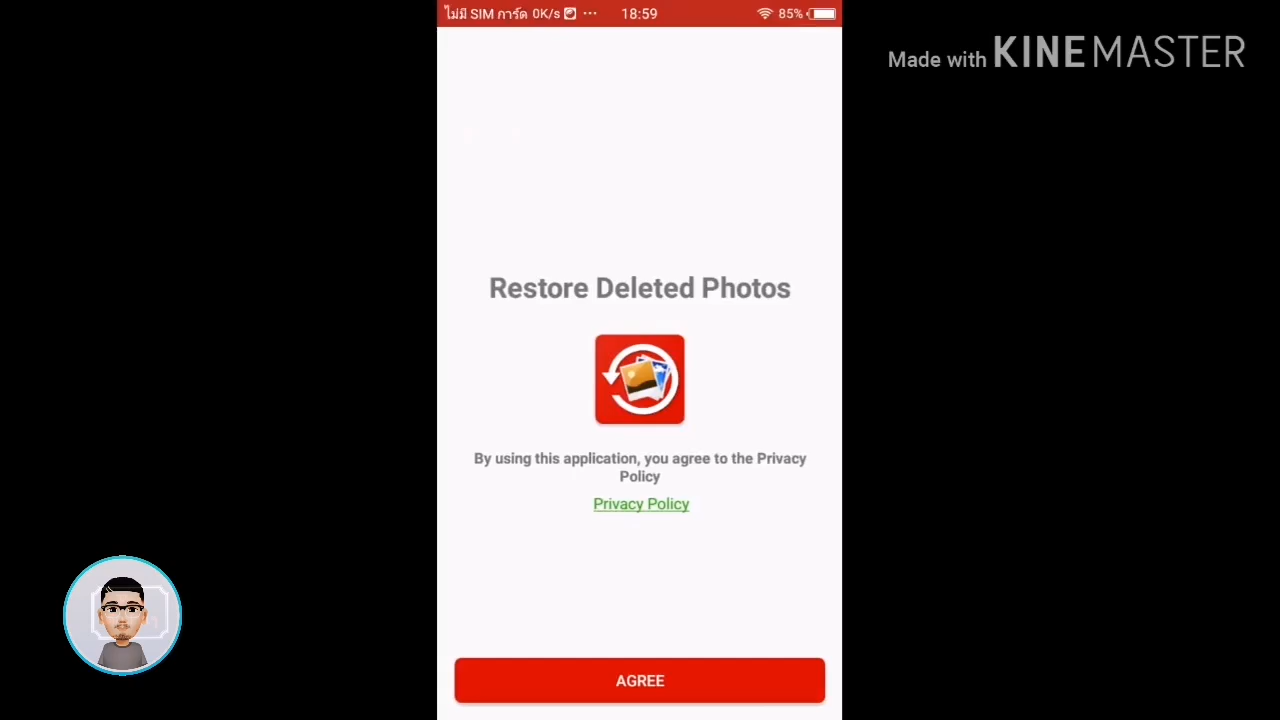 ไม่มี SIM การ์ด 0K/s ··· 18:59 85%
Made with KINEMASTER
Restore Deleted Photos
By using this application, you agree to the Privacy
Policy
Privacy Policy
AGREE